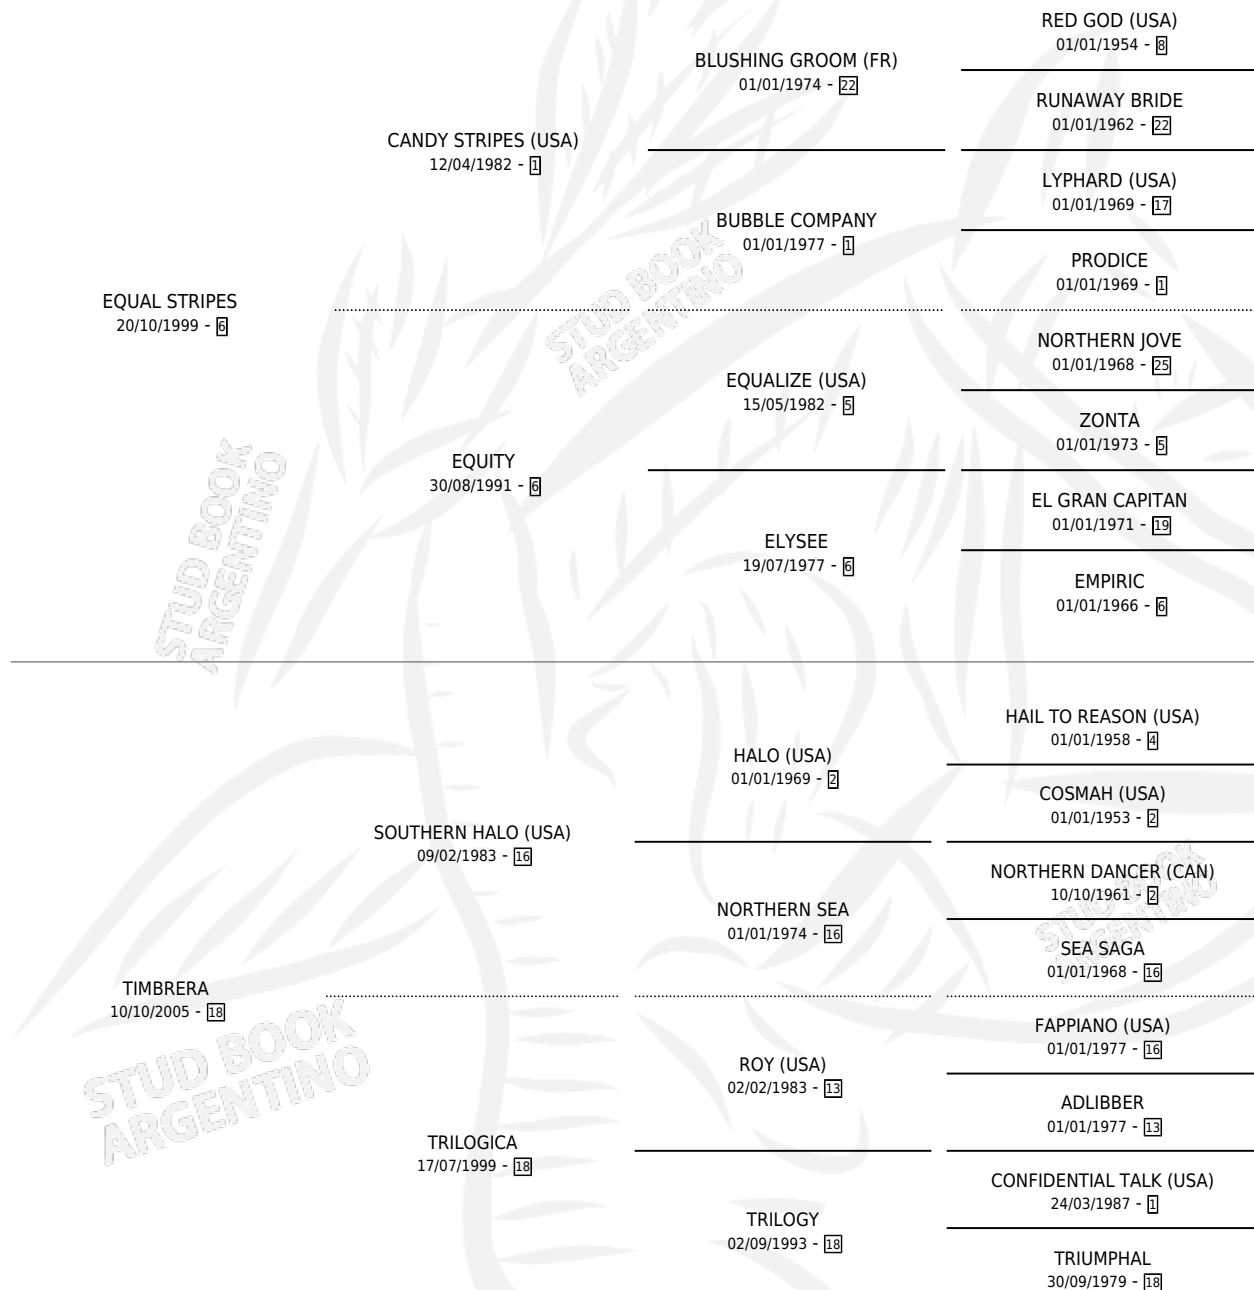 RED GOD (USA)
01/01/1954 - 8
BLUSHING GROOM (FR)
01/01/1974 - 22
RUNAWAY BRIDE
01/01/1962 - 22
CANDY STRIPES (USA)
12/04/1982 - 1
LYPHARD (USA)
01/01/1969 - 17
BUBBLE COMPANY
01/01/1977 - 1
PRODICE
01/01/1969 - 1
EQUAL STRIPES
20/10/1999 - 6
NORTHERN JOVE
01/01/1968 - 25
EQUALIZE (USA)
15/05/1982 - 5
ZONTA
01/01/1973 - 5
EQUITY
30/08/1991 - 6
EL GRAN CAPITAN
01/01/1971 - 19
ELYSEE
19/07/1977 - 6
EMPIRIC
01/01/1966 - 6
HAIL TO REASON (USA)
01/01/1958 - 4
HALO (USA)
01/01/1969 - 2
COSMAH (USA)
01/01/1953 - 2
SOUTHERN HALO (USA)
09/02/1983 - 16
NORTHERN DANCER (CAN)
10/10/1961 - 2
NORTHERN SEA
01/01/1974 - 16
SEA SAGA
01/01/1968 - 16
TIMBRERA
10/10/2005 - 18
FAPPIANO (USA)
01/01/1977 - 16
ROY (USA)
02/02/1983 - 13
ADLIBBER
01/01/1977 - 13
TRILOGICA
17/07/1999 - 18
CONFIDENTIAL TALK (USA)
24/03/1987 - 1
TRILOGY
02/09/1993 - 18
TRIUMPHAL
30/09/1979 - 18
STUD BOOK
ARGENTINO
STUD BOOK
ARGENTINO
STUD BOOK
ARGENTINO
STUD BOOK
ARGENTINO